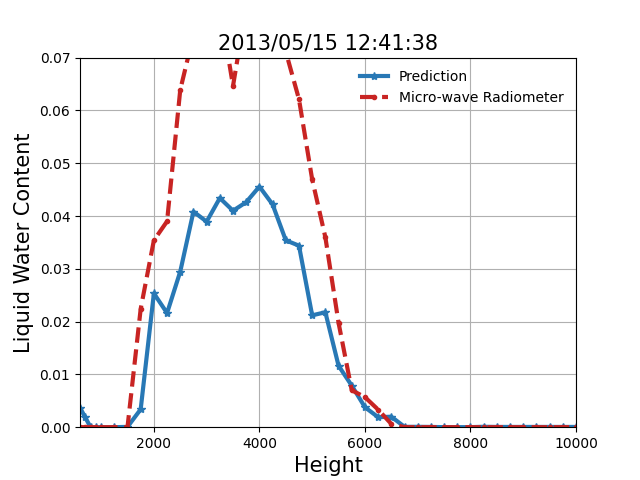 2013/05/15 12:41:38
Liquid Water Content
0.07
0.06
0.05
0.04
0.03
0.02
0.01
0.00
Prediction
Micro-wave Radiometer
2000 4000 6000 8000 10000
Height